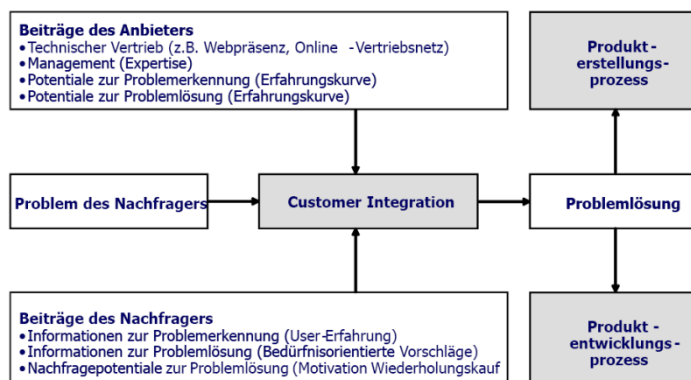 Beiträge des Anbieters
•Technischer Vertrieb (z.B. Webpräsenz, Online -Vertriebsnetz)
•Management (Expertise)
•Potentiale zur Problemerkennung (Erfahrungskurve)
•Potentiale zur Problemlösung (Erfahrungskurve)
Produkt -
erstellungs-
prozess
Problem des Nachfragers
Customer Integration
Problemlösung
Beiträge des Nachfragers
•Informationen zur Problemerkennung (User-Erfahrung)
•Informationen zur Problemlösung (Bedürfnisorientierte Vorschläge)
•Nachfragepotentiale zur Problemlösung (Motivation Wiederholungskauf
Produkt -
entwicklungs-
prozess